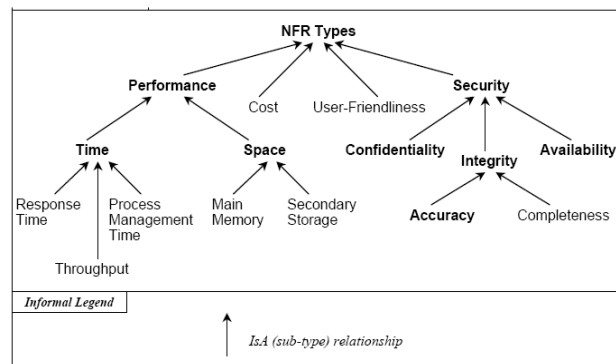 NFR Types
Performance
Cost
User-Friendliness
Security
Time
Space
Confidentiality
Integrity
Availability
Response
Time
Process
Management
Time
Throughput
Main
Memory
Secondary
Storage
Accuracy
Completeness
Informal Legend
IsA (sub-type) relationship